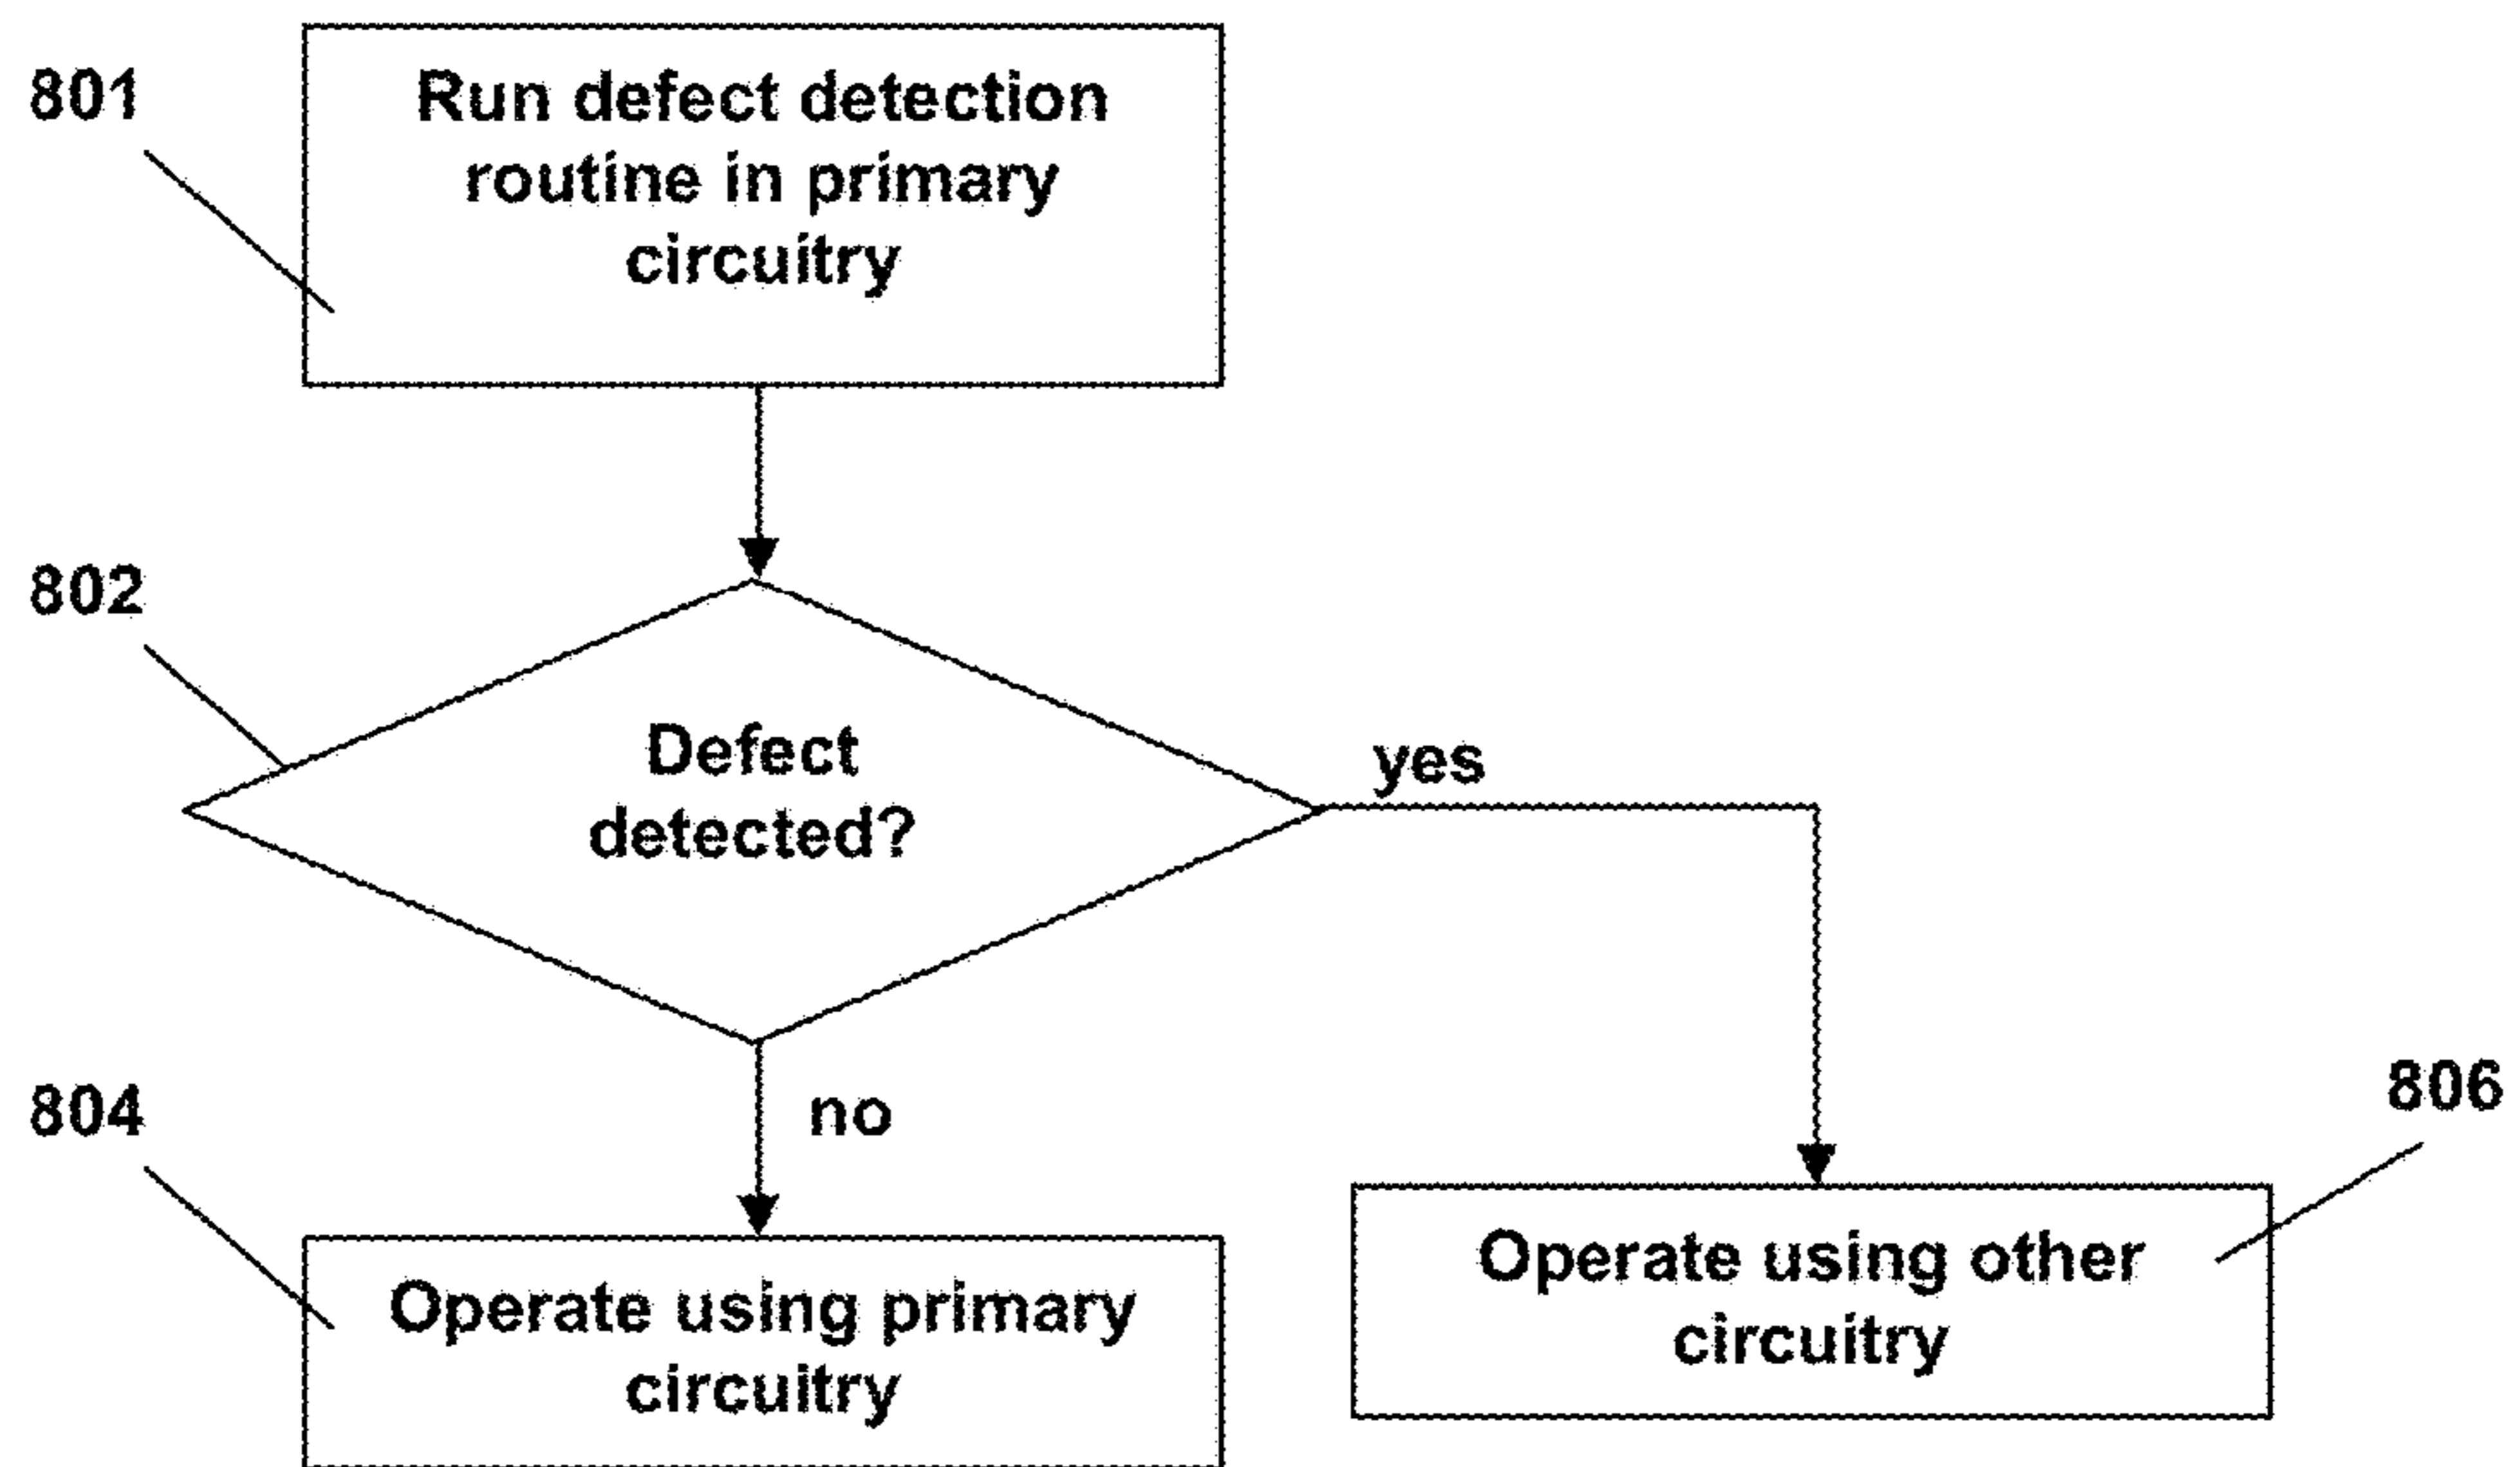 801
Run defect detection
routine in primary
circuitry
802
Defect
detected?
yes
804
no
806
Operate using primary
circuitry
Operate using other
circuitry